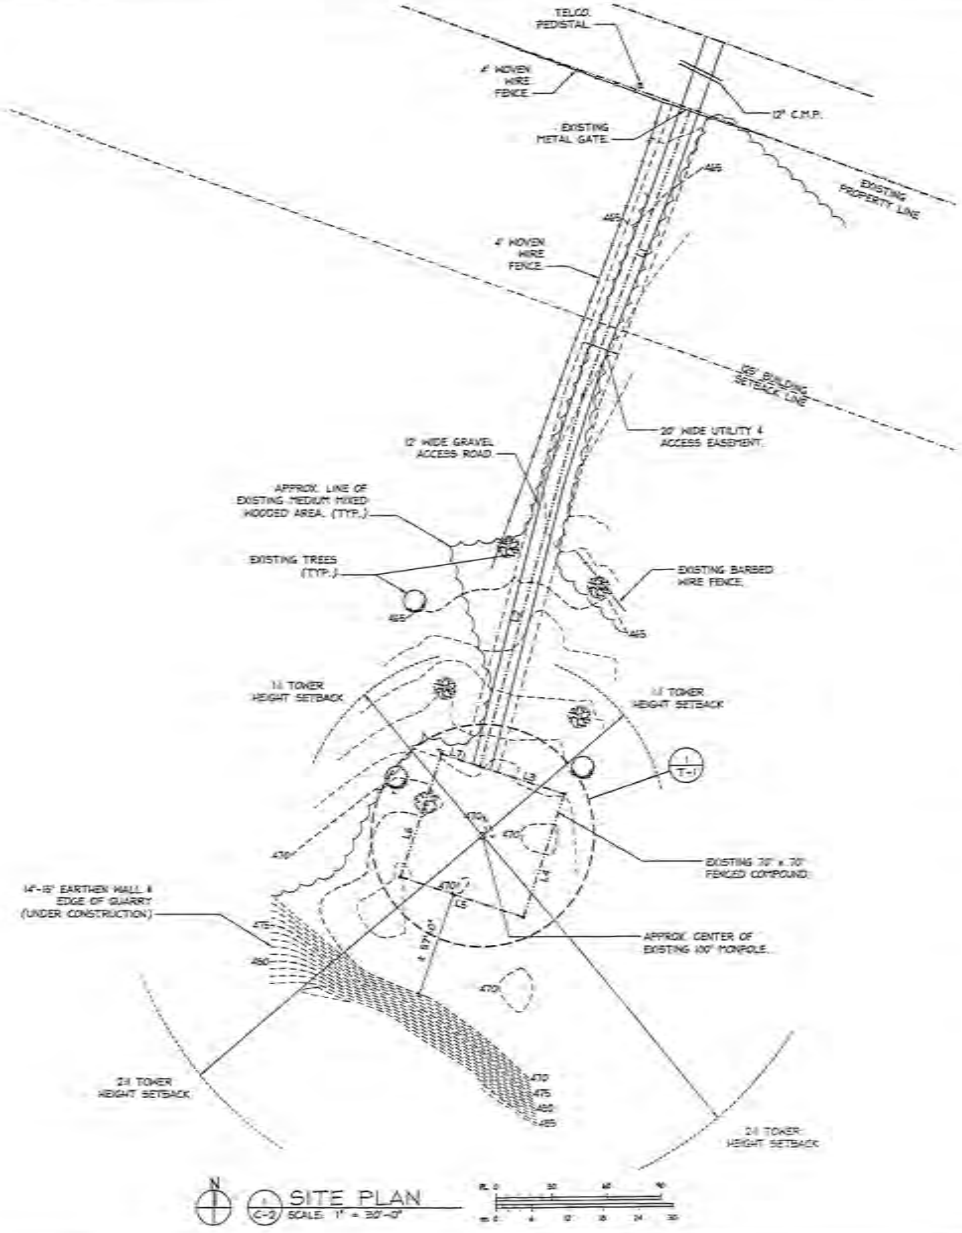 TELCO.
PEDISTAL
4' WOVEN
WIRE
FENCE
12" C.M.P.
EXISTING
METAL GATE
EXISTING
PROPERTY LINE
465
465
4' WOVEN
WIRE
FENCE
BUILDING
SETBACK LINE
20' WIDE UTILITY &
ACCESS EASEMENT.
12' WIDE GRAVEL
ACCESS ROAD
APPROX. LINE OF
EXISTING MEDIUM MIXED
WOODED AREA. (TYP.)
EXISTING TREES
(TYP.)
EXISTING BARBED
WIRE FENCE.
465
465
1:1 TOWER
HEIGHT SETBACK
1:1 TOWER
HEIGHT SETBACK
1
T-1
L7
L3
470
470
L6
L4
470
470
L5
EXISTING 70' x 70'
FENCED COMPOUND.
14'-16' EARTHEN WALL &
EDGE OF QUARRY
(UNDER CONSTRUCTION)
475
480
APPROX. CENTER OF
EXISTING 100' MONPOLE.
470
2:1 TOWER
HEIGHT SETBACK
470
475
480
485
2:1 TOWER
HEIGHT SETBACK
N
1
C-2
SITE PLAN
SCALE: 1" = 30'-0"
0 30 60 90
0 6 12 18 24 30